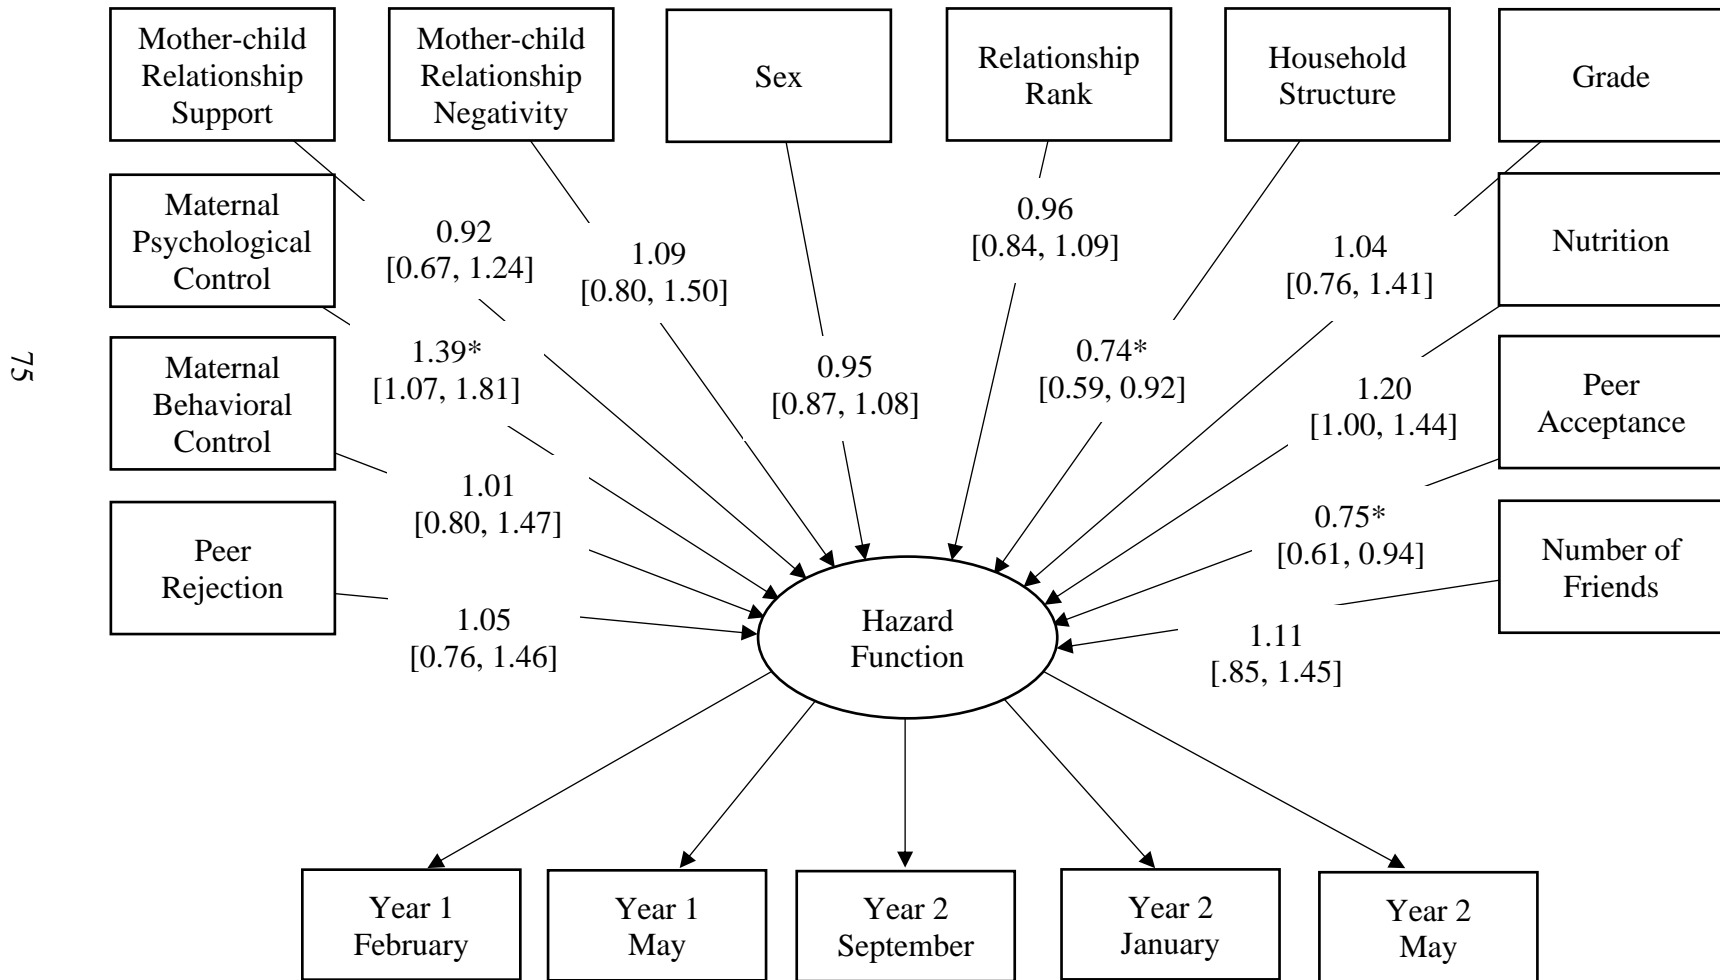 Mother-child
Relationship
Support
Mother-child
Relationship
Negativity
Sex
Relationship
Rank
Household
Structure
Grade
Maternal
Psychological
Control
Nutrition
0.92
[0.67, 1.24]
1.09
[0.80, 1.50]
0.96
[0.84, 1.09]
1.04
[0.76, 1.41]
Maternal
Behavioral
Control
1.39*
[1.07, 1.81]
0.95
[0.87, 1.08]
0.74*
[0.59, 0.92]
1.20
[1.00, 1.44]
Peer
Acceptance
75
1.01
[0.80, 1.47]
0.75*
[0.61, 0.94]
Peer
Rejection
Number of
Friends
1.05
[0.76, 1.46]
Hazard
Function
1.11
[.85, 1.45]
Year 1
February
Year 1
May
Year 2
September
Year 2
January
Year 2
May